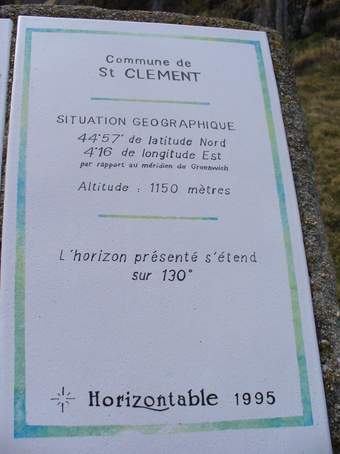 Commune de
St CLEMENT
SITUATION GEOGRAPHIQUE
44°57' de latitude Nord
4°16 de longitude Est
par rapport au méridien de Greenwich
Altitude : 1150 mètres
L'horizon présenté s'étend
sur 130°
Horizontable 1995